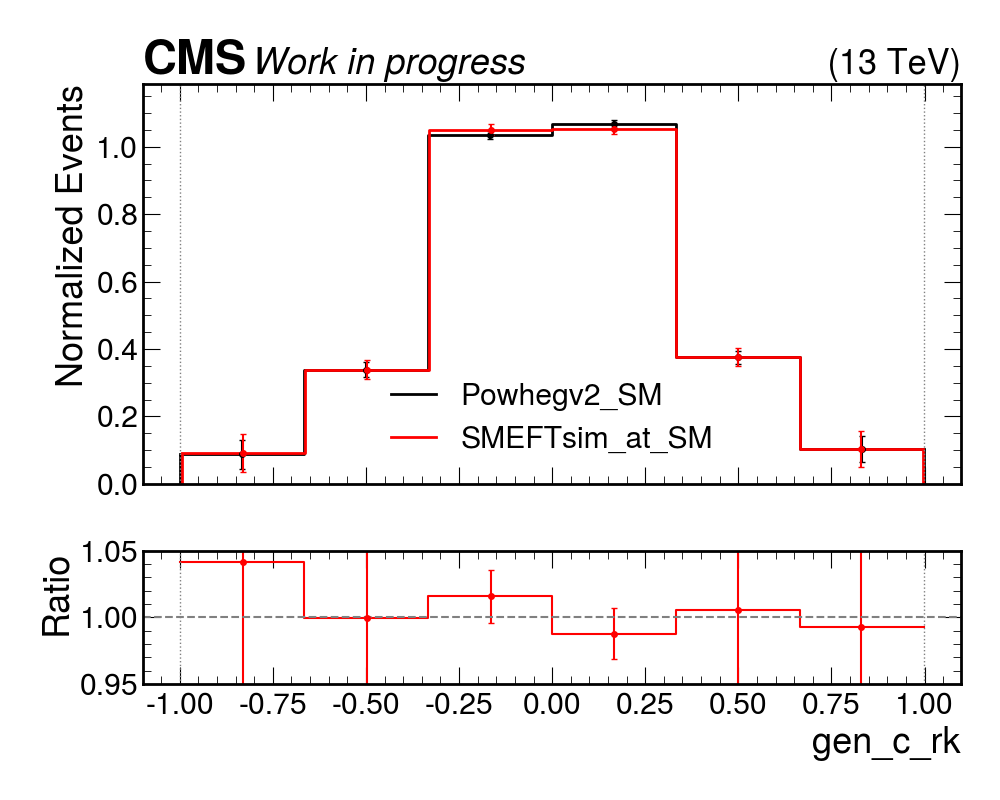 CMS Work in progress (13 TeV)
Normalized Events
1.0
0.8
0.6
0.4
0.2
0.0
Powhegv2_SM
SMEFTsim_at_SM
Ratio
1.05
1.00
0.95
-1.00 -0.75 -0.50 -0.25 0.00 0.25 0.50 0.75 1.00
gen_c_rk